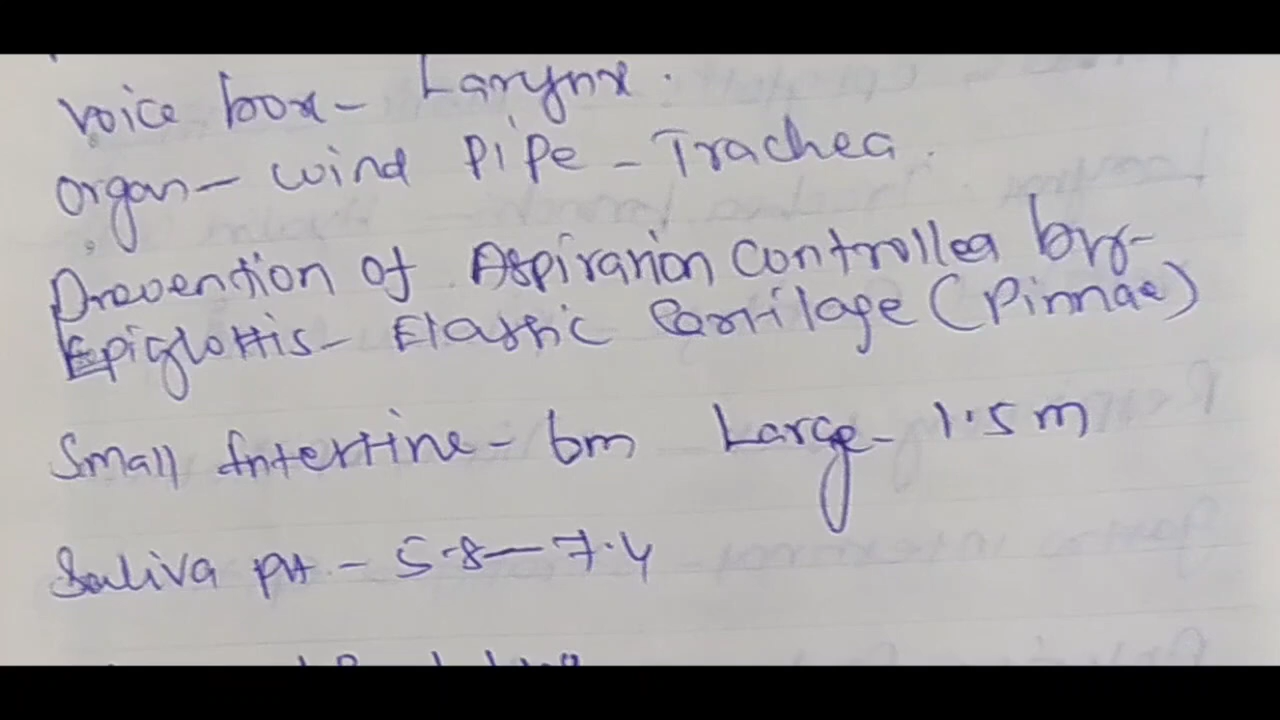 Voice box - Larynx.
Organ - Wind Pipe - Trachea.
Prevention of Aspiration controlled by -
Epiglottis - Elastic Cartilage (Pinnae)
Small Intestine - 6m Large - 1.5m
Saliva PH - 5.8 - 7.4